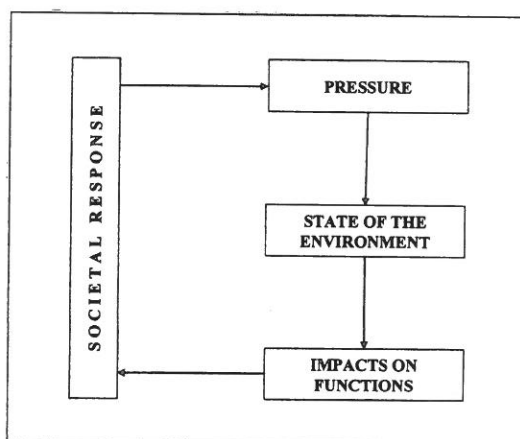 SOCIETAL RESPONSE
PRESSURE
STATE OF THE
ENVIRONMENT
IMPACTS ON
FUNCTIONS